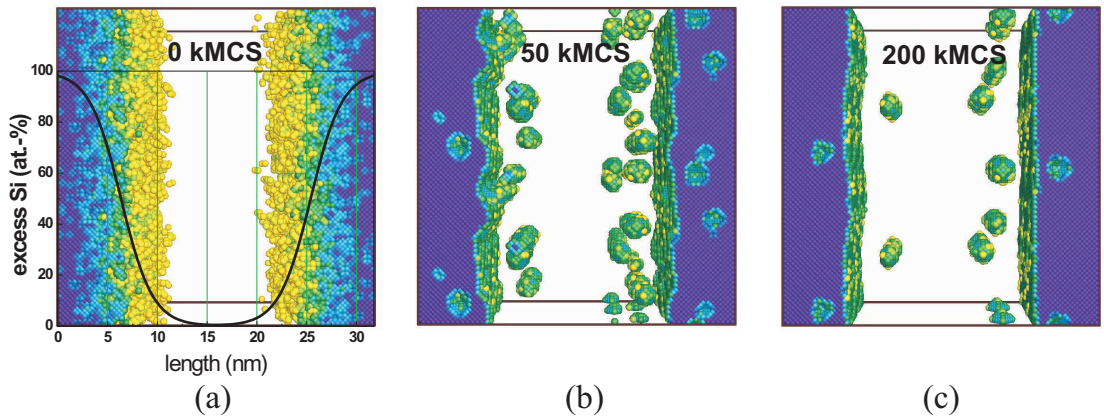 0 kMCS
50 kMCS
200 kMCS
excess Si (at.-%)
100
80
60
40
20
0
0 5 10 15 20 25 30
length (nm)
(a)
(b)
(c)